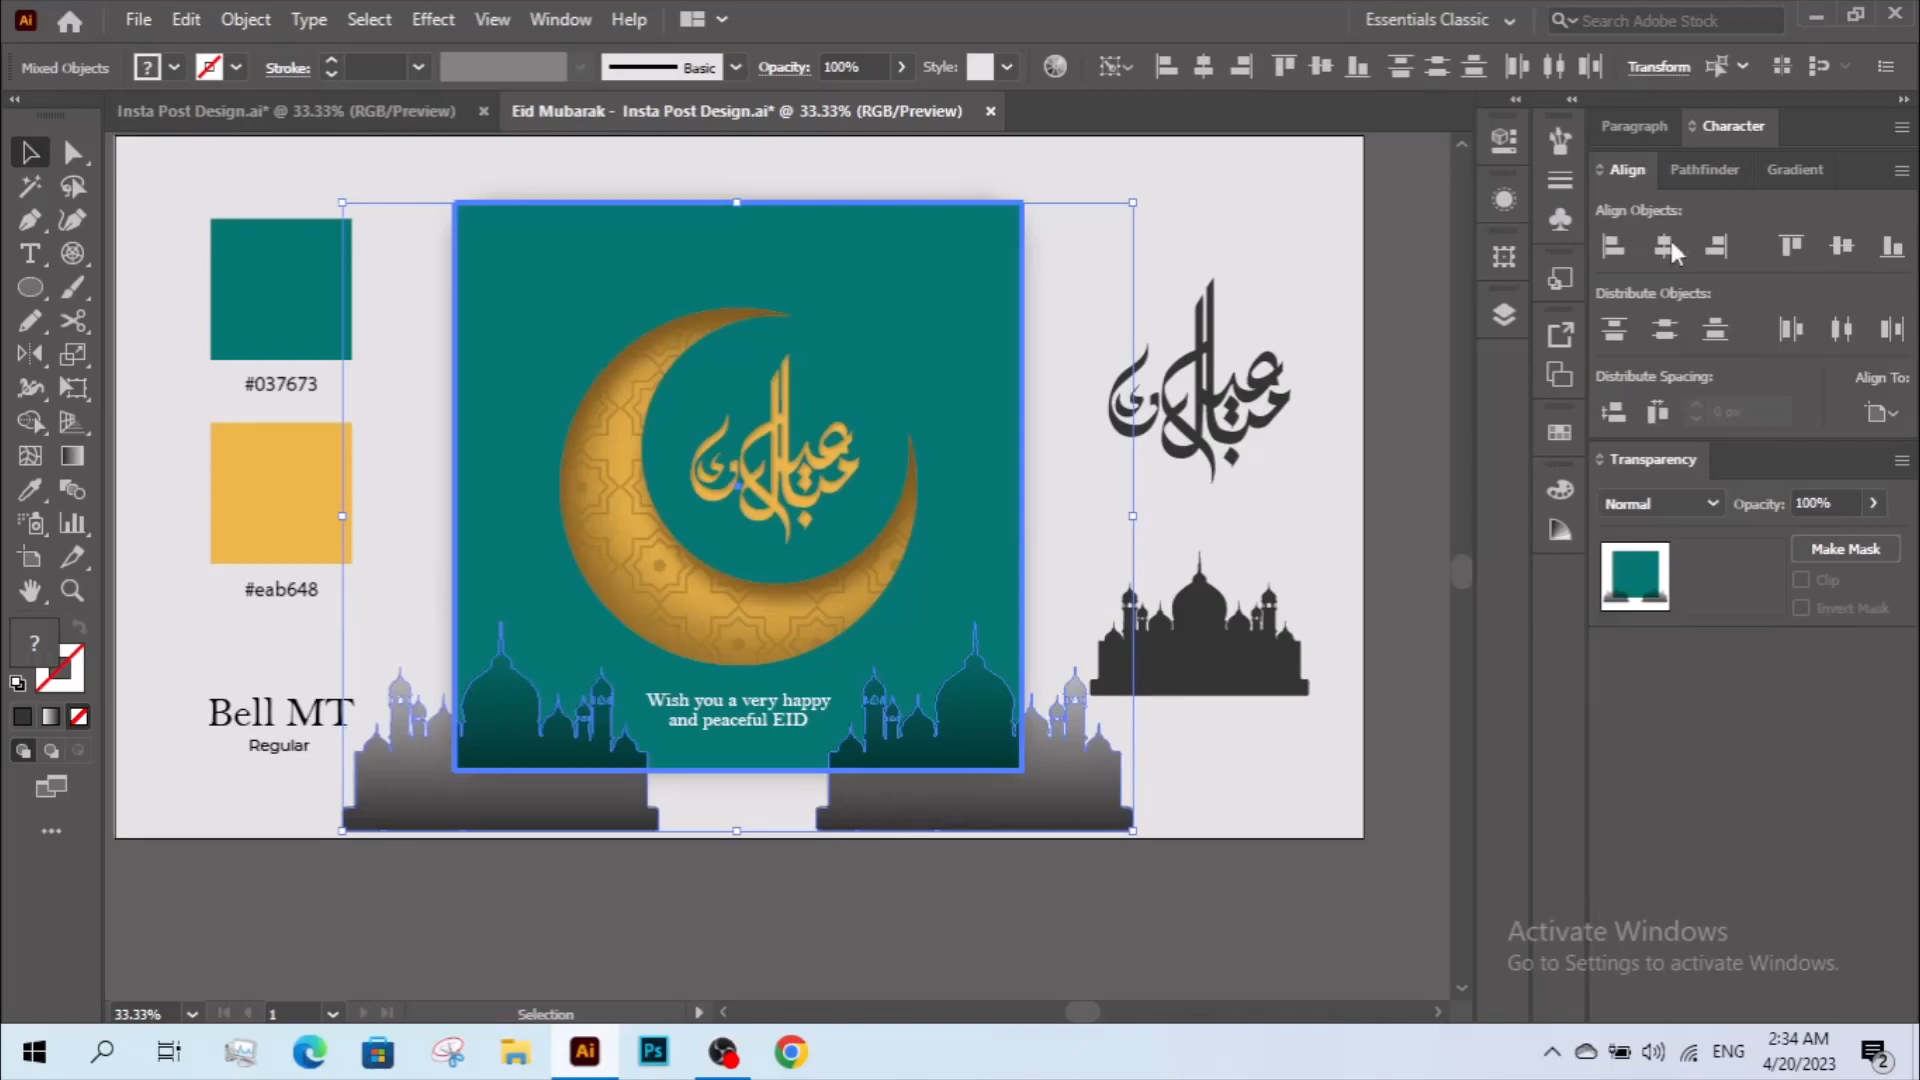 Ai File Edit Object Type Select Effect View Window Help Essentials Classic Search Adobe Stock
Mixed Objects ? Stroke: Basic Opacity: 100% Style: Transform
Insta Post Design.ai* @ 33.33% (RGB/Preview) × Eid Mubarak - Insta Post Design.ai* @ 33.33% (RGB/Preview) ×
Paragraph Character
Align Pathfinder Gradient
Align Objects:
Distribute Objects:
Distribute Spacing: Align To:
0 px
Transparency
Normal Opacity: 100%
Make Mask
Clip
Invert Mask
#037673
#eab648
Bell MT
Regular
عيد مبارك
عيد مبارك
Wish you a very happy
and peaceful EID
?
Activate Windows
Go to Settings to activate Windows.
33.33% 1 Selection
Ai Ps ENG 2:34 AM
4/20/2023 2